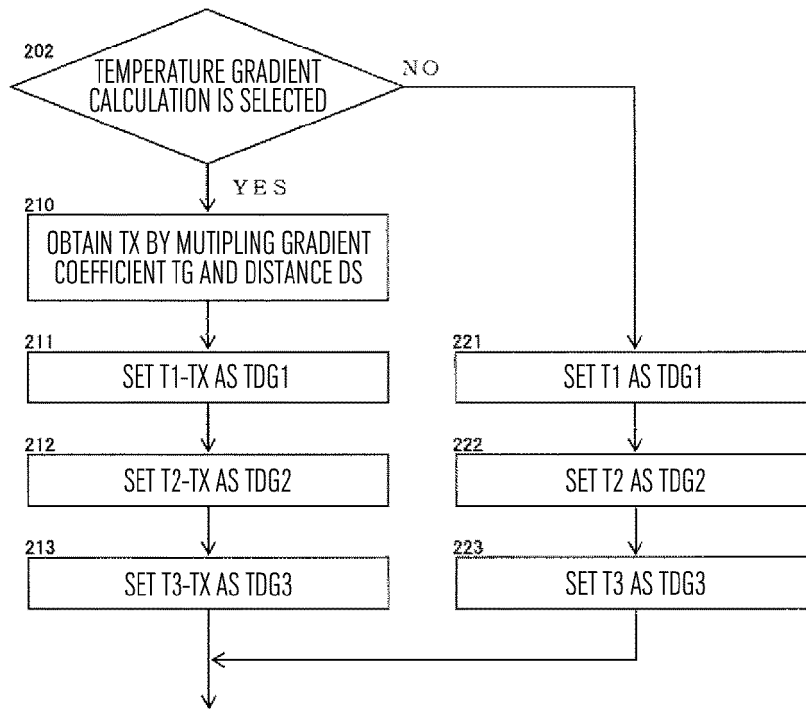 202
TEMPERATURE GRADIENT
CALCULATION IS SELECTED
NO
YES
210
OBTAIN TX BY MUTIPLING GRADIENT
COEFFICIENT TG AND DISTANCE DS
211
SET T1-TX AS TDG1
221
SET T1 AS TDG1
212
SET T2-TX AS TDG2
222
SET T2 AS TDG2
213
SET T3-TX AS TDG3
223
SET T3 AS TDG3